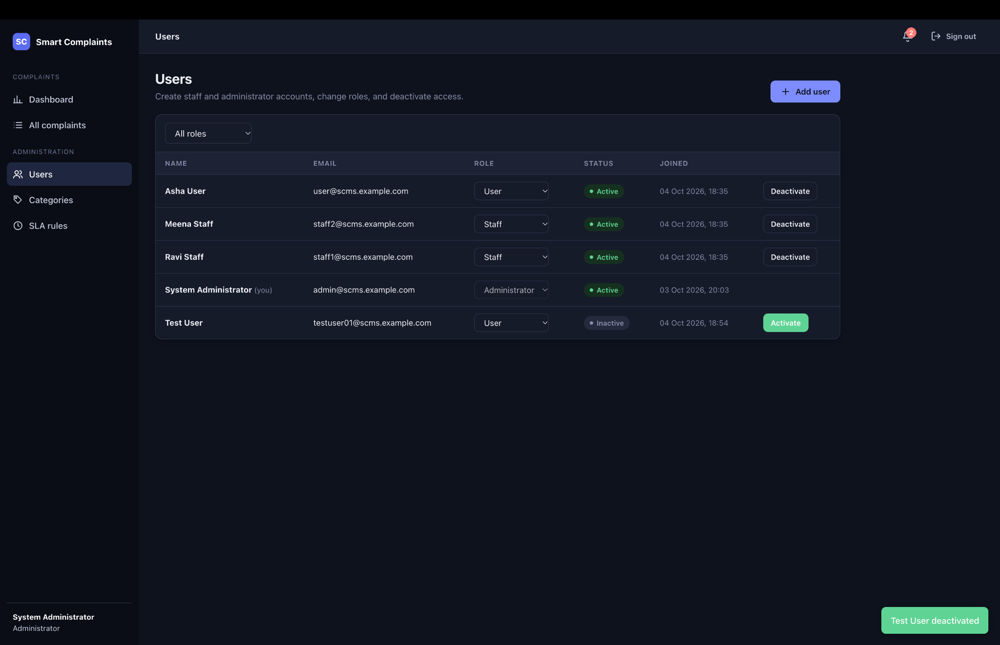 SC Smart Complaints
COMPLAINTS
Dashboard
All complaints
ADMINISTRATION
Users
Categories
SLA rules
System Administrator
Administrator
Users
2
Sign out
Users
Create staff and administrator accounts, change roles, and deactivate access.
Add user
All roles
NAME EMAIL ROLE STATUS JOINED
Asha User user@scms.example.com User Active 04 Oct 2026, 18:35 Deactivate
Meena Staff staff2@scms.example.com Staff Active 04 Oct 2026, 18:35 Deactivate
Ravi Staff staff1@scms.example.com Staff Active 04 Oct 2026, 18:35 Deactivate
System Administrator (you) admin@scms.example.com Administrator Active 03 Oct 2026, 20:03
Test User testuser01@scms.example.com User Inactive 04 Oct 2026, 18:54 Activate
Test User deactivated